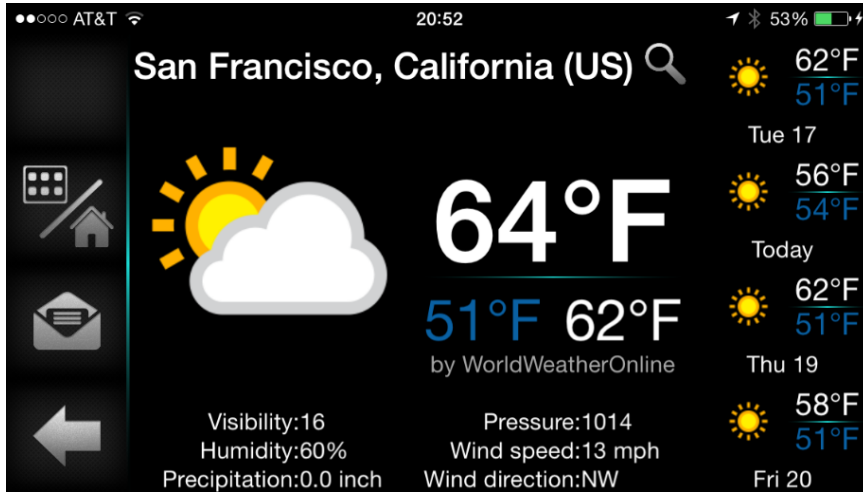 AT&T 20:52 53%
San Francisco, California (US)
64°F
51°F 62°F
by WorldWeatherOnline
Visibility:16
Humidity:60%
Precipitation:0.0 inch
Pressure:1014
Wind speed:13 mph
Wind direction:NW
62°F
51°F
Tue 17
56°F
54°F
Today
62°F
51°F
Thu 19
58°F
51°F
Fri 20